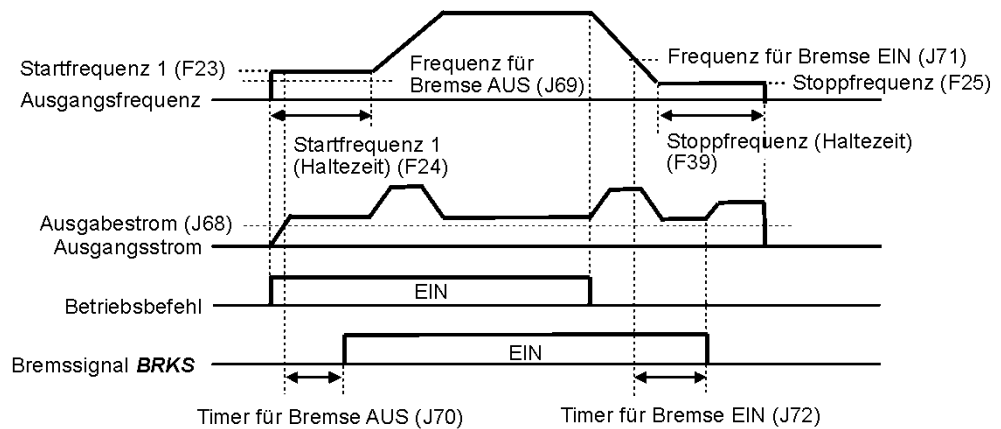 Startfrequenz 1 (F23)
Frequenz für
Bremse AUS (J69)
Frequenz für Bremse EIN (J71)
Stoppfrequenz (F25)
Ausgangsfrequenz
Startfrequenz 1
(Haltezeit) (F24)
Stoppfrequenz (Haltezeit)
(F39)
Ausgabestrom (J68)
Ausgangsstrom
EIN
Betriebsbefehl
EIN
Bremssignal BRKS
Timer für Bremse AUS (J70)
Timer für Bremse EIN (J72)